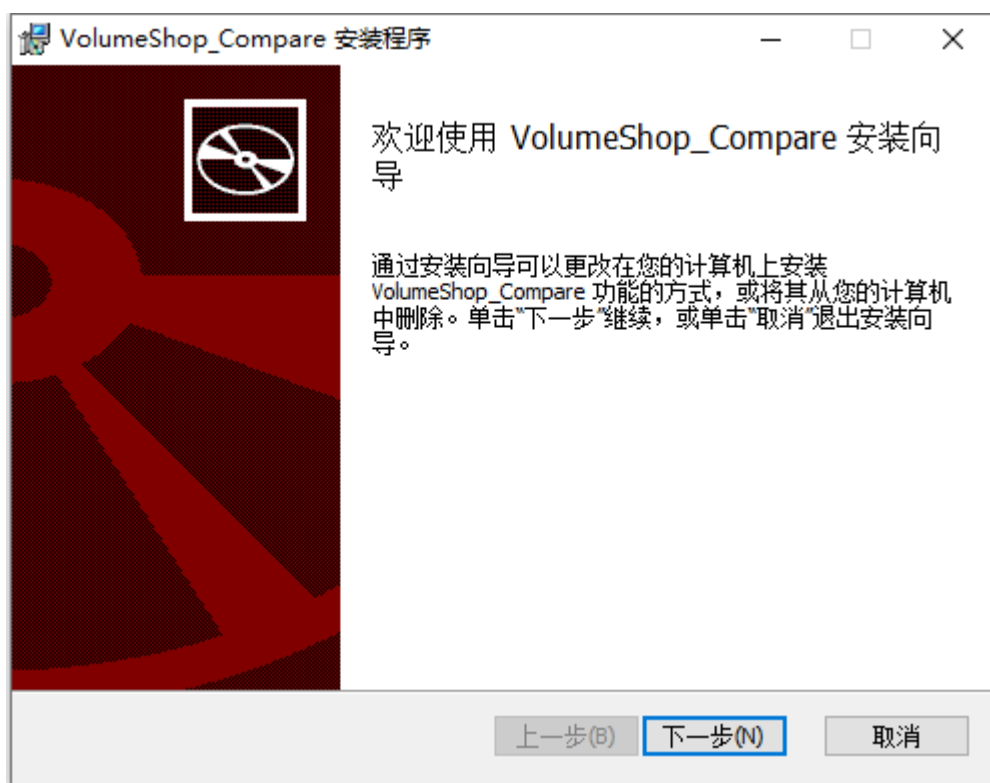 VolumeShop_Compare 安装程序
欢迎使用 VolumeShop_Compare 安装向
导
通过安装向导可以更改在您的计算机上安装
VolumeShop_Compare 功能的方式，或将其从您的计算机
中删除。单击"下一步"继续，或单击"取消"退出安装向
导。
上一步(B) 下一步(N) 取消